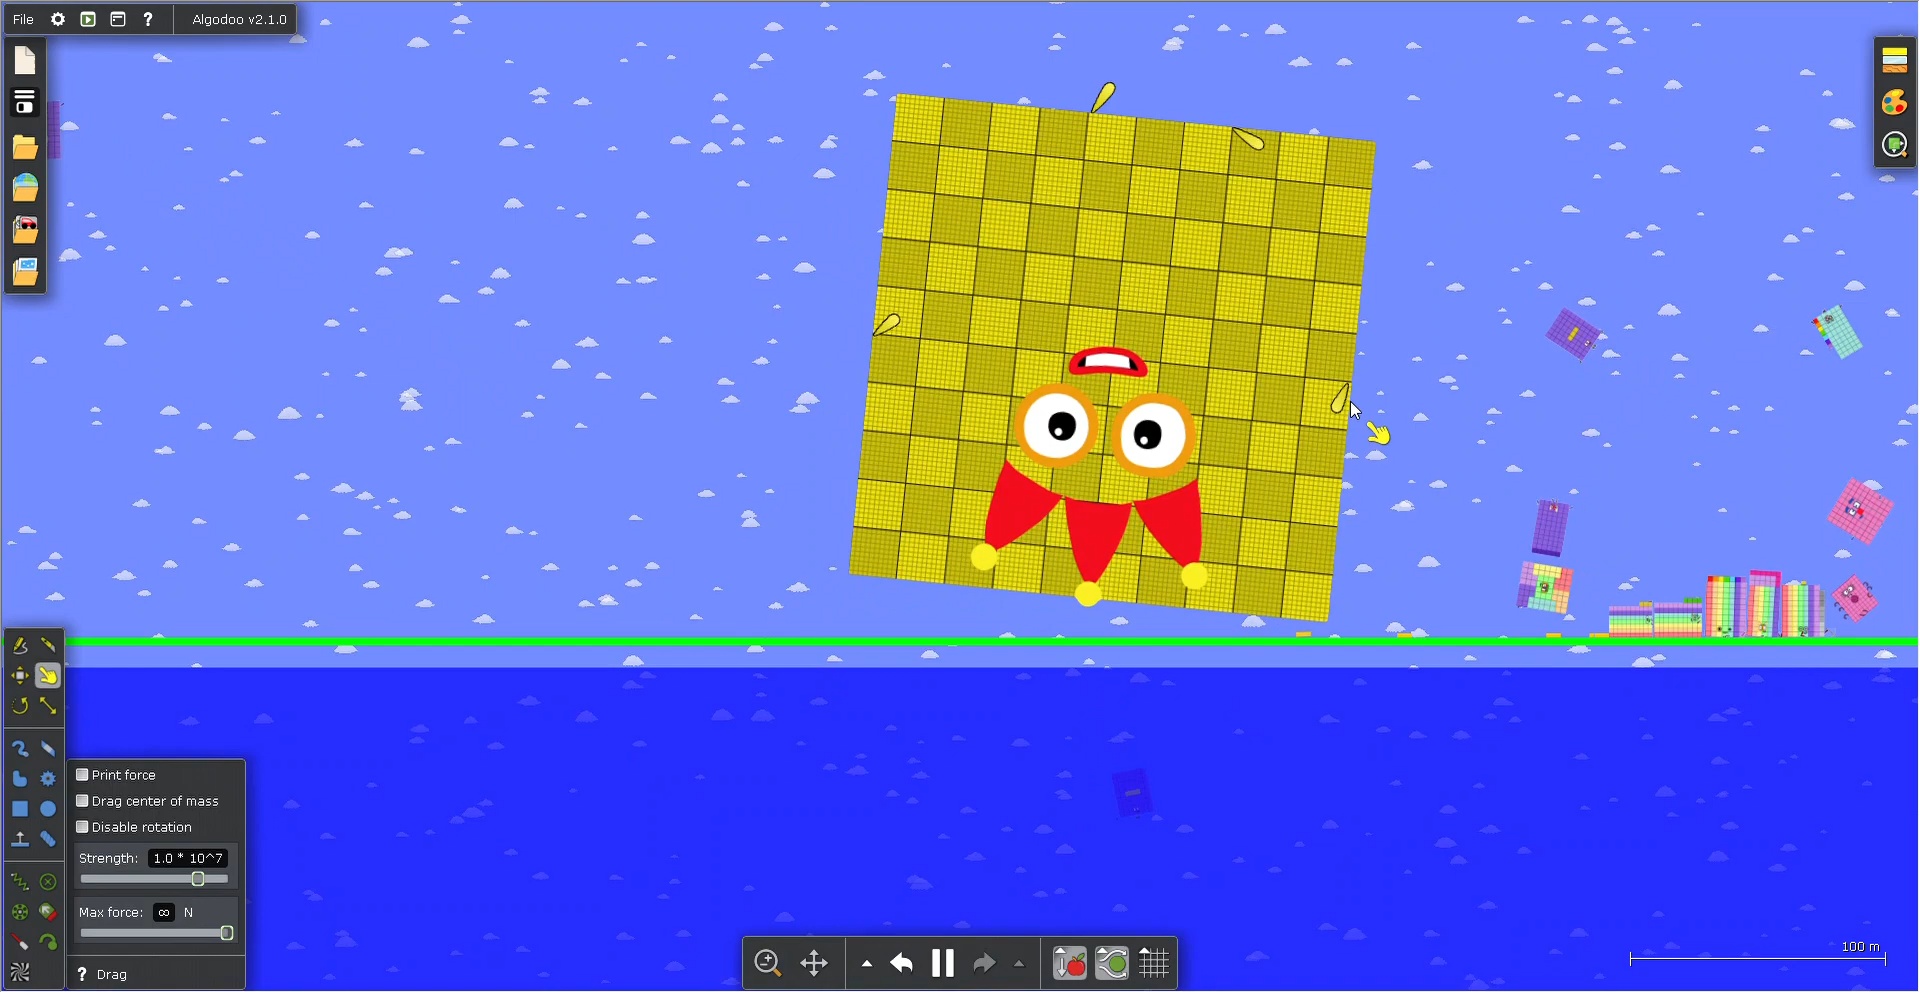 File ? Algodoo v2.1.0
Print force
Drag center of mass
Disable rotation
Strength: 1.0 * 10^7
Max force: ∞ N
? Drag
100 m